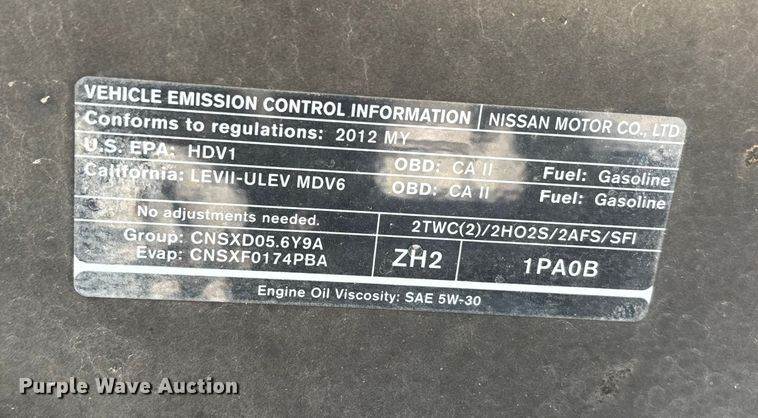 VEHICLE EMISSION CONTROL INFORMATION NISSAN MOTOR CO., LTD
Conforms to regulations: 2012 MY
U.S. EPA: HDV1 OBD: CA II Fuel: Gasoline
California: LEVII-ULEV MDV6 OBD: CA II Fuel: Gasoline
No adjustments needed. 2TWC(2)/2HO2S/2AFS/SFI
Group: CNSXD05.6Y9A
Evap: CNSXF0174PBA
ZH2 1PA0B
Engine Oil Viscosity: SAE 5W-30
Purple Wave Auction